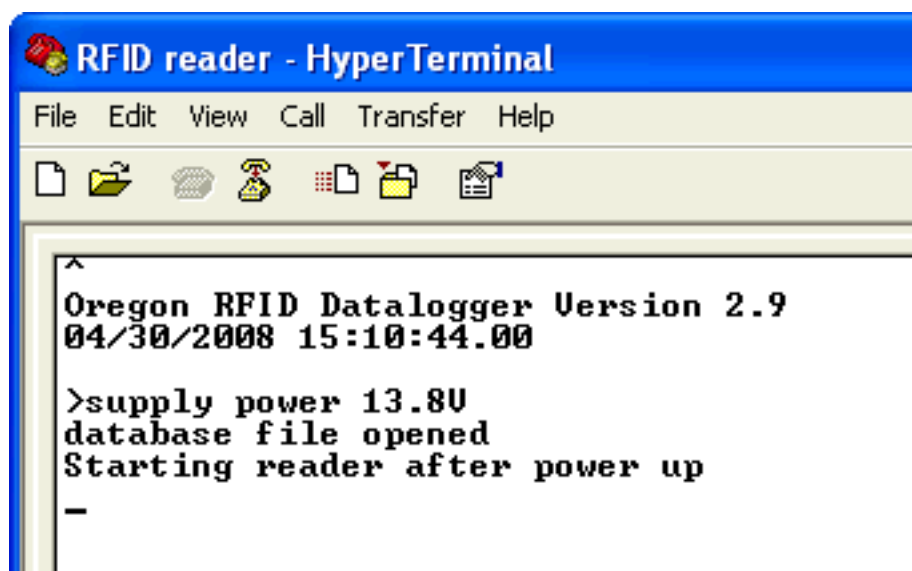 RFID reader - HyperTerminal
File Edit View Call Transfer Help
^
Oregon RFID Datalogger Version 2.9
04/30/2008 15:10:44.00
>supply power 13.8V
database file opened
Starting reader after power up
_